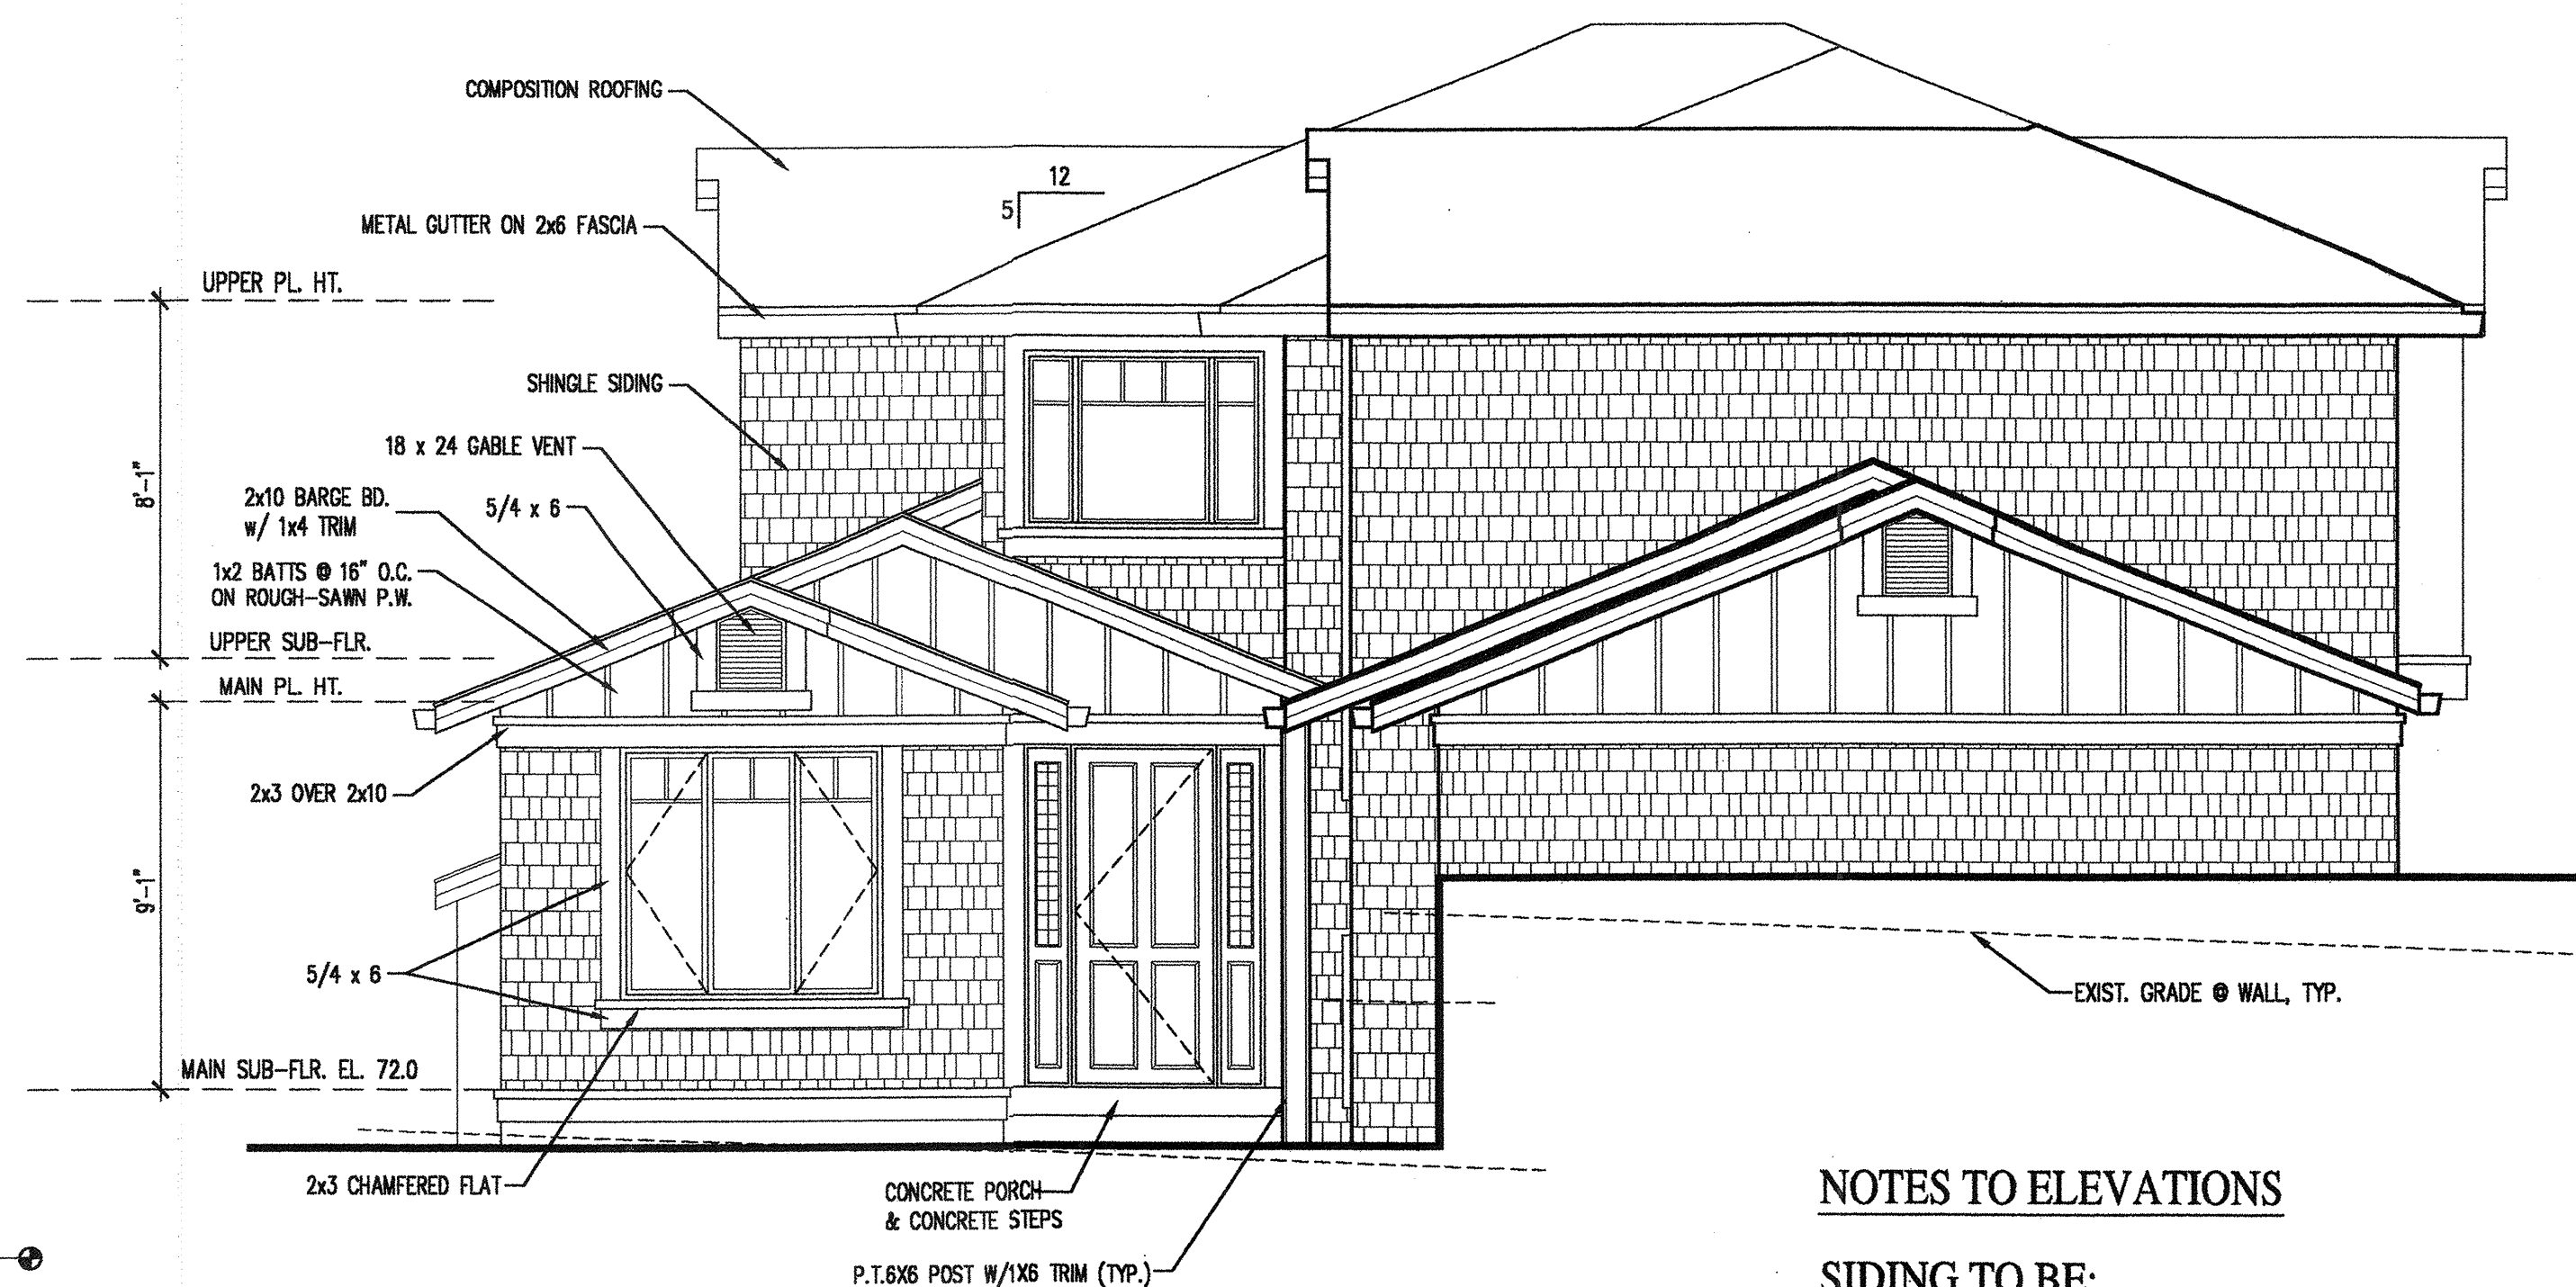 COMPOSITION ROOFING
12
5
METAL GUTTER ON 2x6 FASCIA
UPPER PL. HT.
SHINGLE SIDING
18 x 24 GABLE VENT
8'-1"
2x10 BARGE BD.
w/ 1x4 TRIM
5/4 x 6
1x2 BATTS @ 16" O.C.
ON ROUGH-SAWN P.W.
UPPER SUB-FLR.
MAIN PL. HT.
2x3 OVER 2x10
9'-1"
5/4 x 6
EXIST. GRADE @ WALL, TYP.
MAIN SUB-FLR. EL. 72.0
2x3 CHAMFERED FLAT
CONCRETE PORCH
& CONCRETE STEPS
P.T.6X6 POST W/1X6 TRIM (TYP.)
NOTES TO ELEVATIONS
SIDING TO BE: